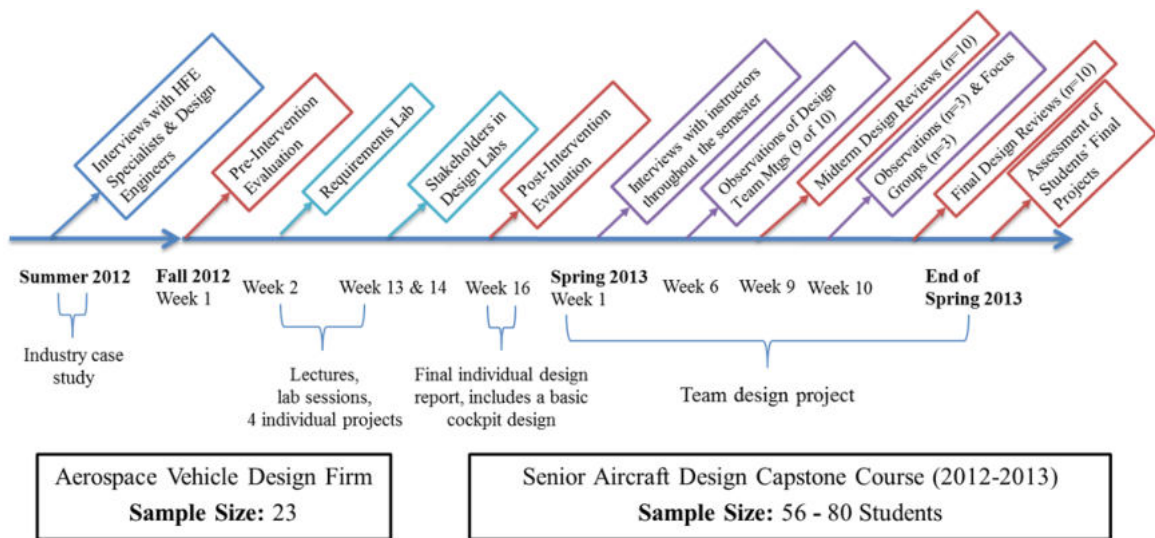 Interviews with HFE
Specialists & Design
Engineers
Pre-Intervention
Evaluation
Requirements Lab
Stakeholders in
Design Labs
Post-Intervention
Evaluation
Interviews with instructors
throughout the semester
Observations of Design
Team Mtgs (9 of 10)
Midterm Design Reviews (n=10)
Observations (n=3) & Focus
Groups (n=3)
Final Design Reviews (n=10)
Assessment of
Students' Final
Projects
Summer 2012
Fall 2012
Week 1
Week 2
Week 13 & 14
Week 16
Spring 2013
Week 1
Week 6
Week 9
Week 10
End of
Spring 2013
Industry case
study
Lectures,
lab sessions,
4 individual projects
Final individual design
report, includes a basic
cockpit design
Team design project
Aerospace Vehicle Design Firm
Sample Size: 23
Senior Aircraft Design Capstone Course (2012-2013)
Sample Size: 56 - 80 Students